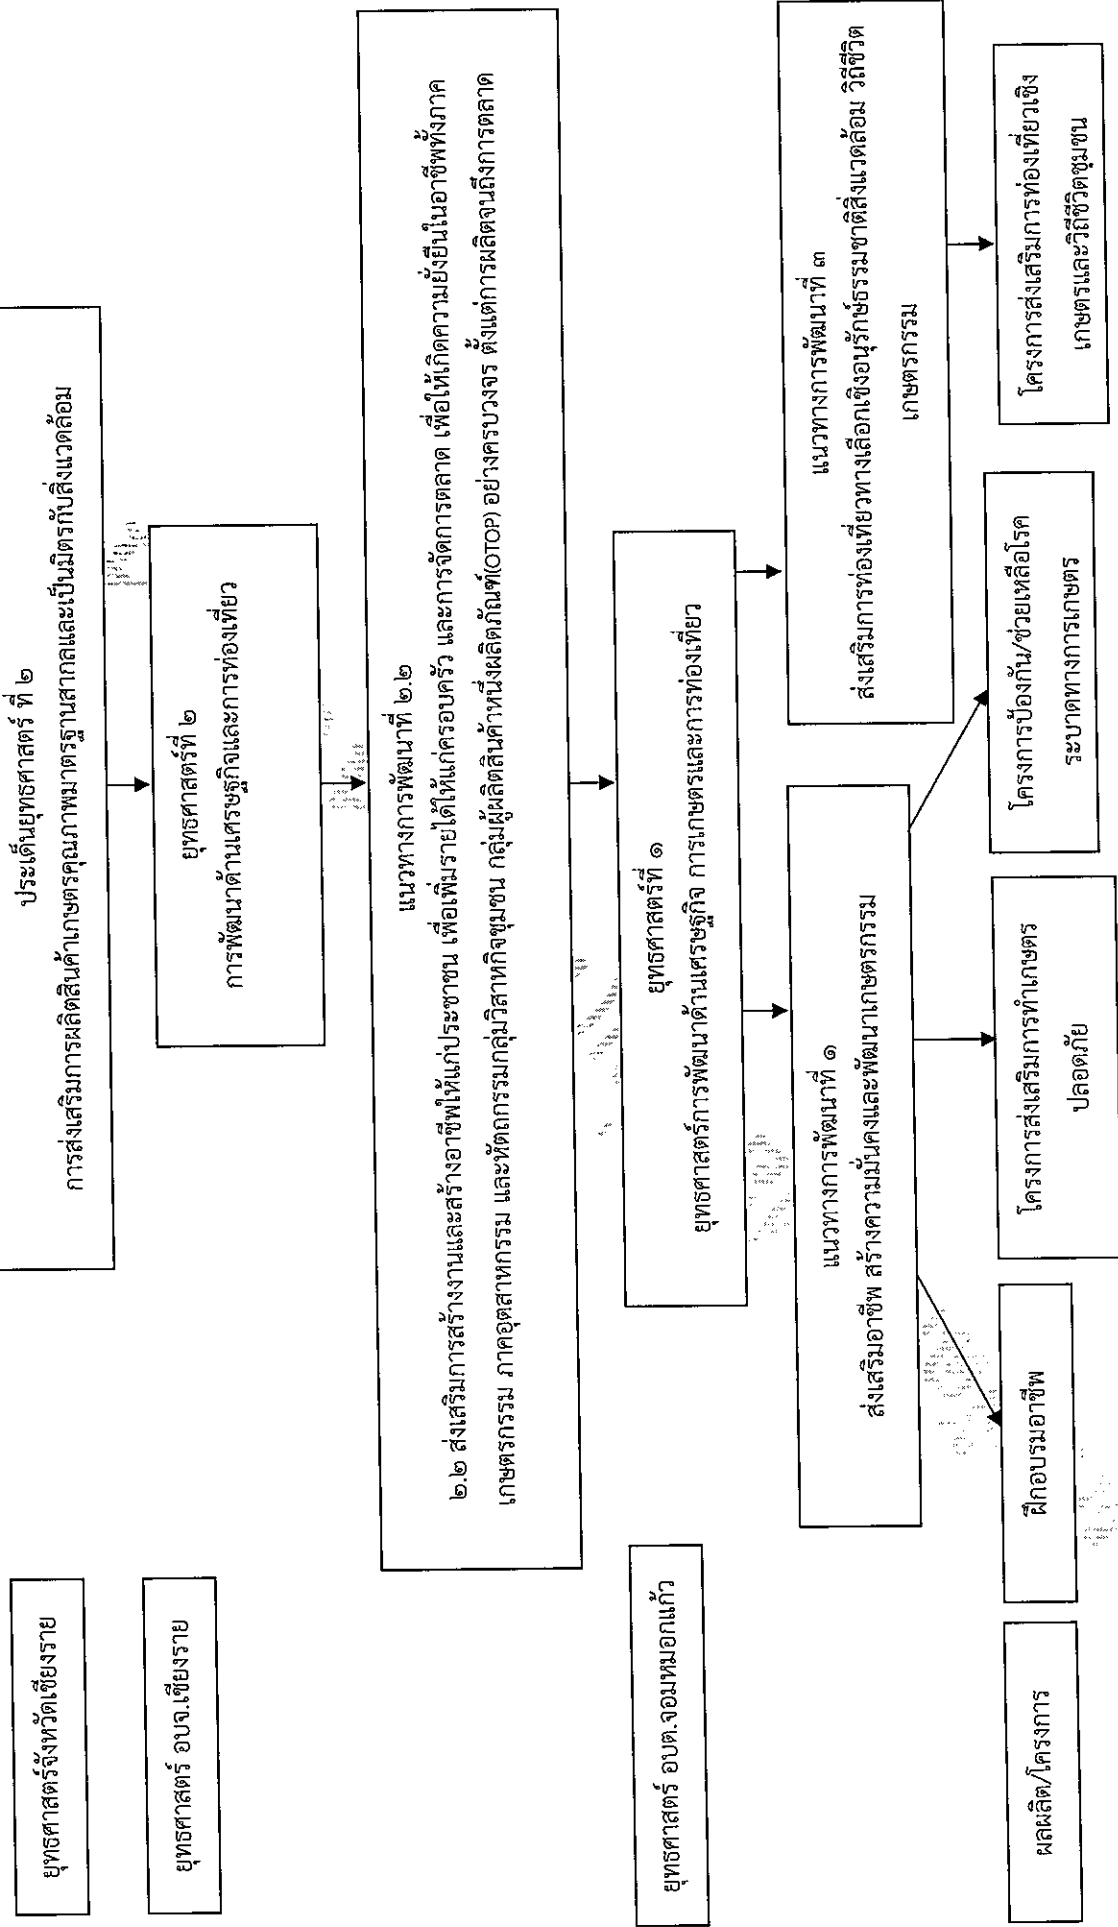 ยุทธศาสตร์จังหวัดเชียงราย
ประเด็นยุทธศาสตร์ ที่ ๒
การส่งเสริมการผลิตสินค้าเกษตรคุณภาพมาตรฐานสากลและเป็นมิตรกับสิ่งแวดล้อม
ยุทธศาสตร์ อบจ.เชียงราย
ยุทธศาสตร์ที่ ๒
การพัฒนาด้านเศรษฐกิจและการท่องเที่ยว
แนวทางการพัฒนาที่ ๒.๒
๒.๒ ส่งเสริมการสร้างงานและสร้างอาชีพให้แก่ประชาชน เพื่อเพิ่มรายได้ให้แก่ครอบครัว และการจัดการตลาด เพื่อให้เกิดความยั่งยืนในอาชีพทั้งภาค
เกษตรกรรม ภาคอุตสาหกรรม และหัตถกรรมกลุ่มวิสาหกิจชุมชน กลุ่มผู้ผลิตสินค้าหนึ่งผลิตภัณฑ์(OTOP) อย่างครบวงจร ตั้งแต่การผลิตจนถึงการตลาด
ยุทธศาสตร์ อบต.จอมหมอกแก้ว
ยุทธศาสตร์ที่ ๑
ยุทธศาสตร์การพัฒนาด้านเศรษฐกิจ การเกษตรและการท่องเที่ยว
แนวทางการพัฒนาที่ ๑
ส่งเสริมอาชีพ สร้างความมั่นคงและพัฒนาเกษตรกรรม
แนวทางการพัฒนาที่ ๓
ส่งเสริมการท่องเที่ยวทางเลือกเชิงอนุรักษ์ธรรมชาติสิ่งแวดล้อม วิถีชีวิต
เกษตรกรรม
ผลผลิต/โครงการ
ฝึกอบรมอาชีพ
โครงการส่งเสริมการทำเกษตร
ปลอดภัย
โครงการป้องกัน/ช่วยเหลือโรค
ระบาดทางการเกษตร
โครงการส่งเสริมการท่องเที่ยวเชิง
เกษตรและวิถีชีวิตชุมชน